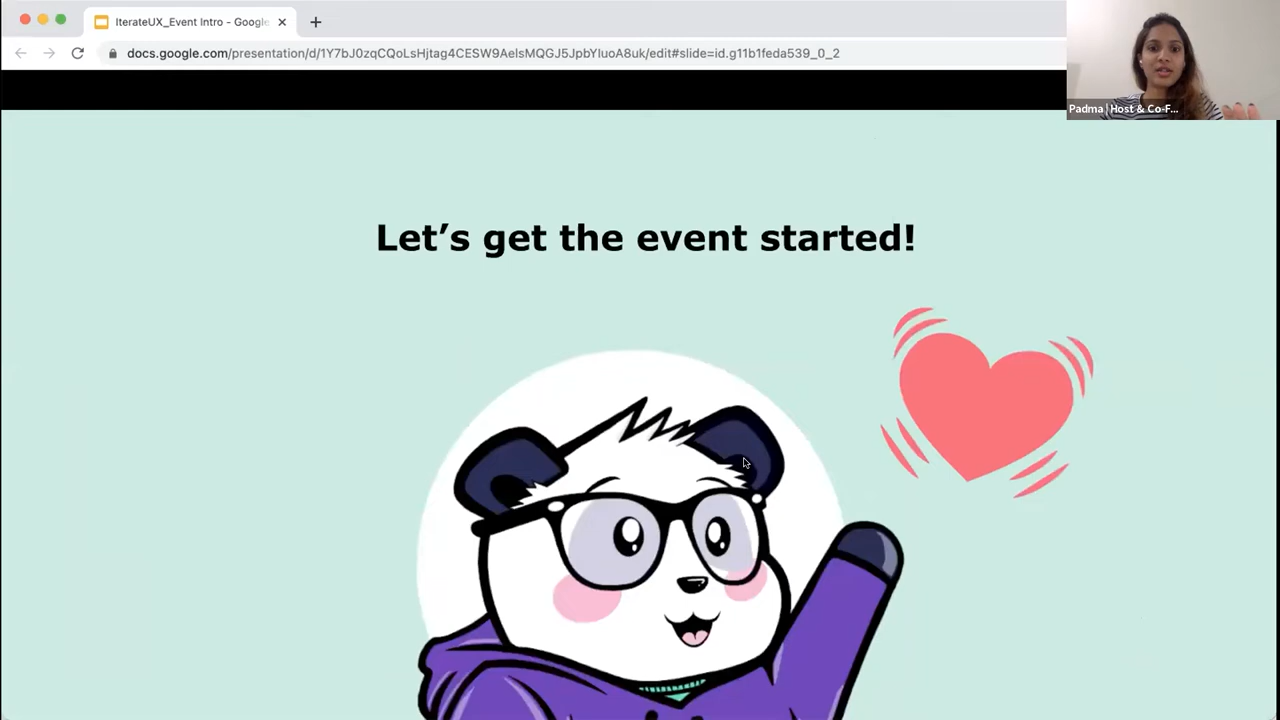 IterateUX_Event Intro - Google
docs.google.com/presentation/d/1Y7bJ0zqCQoLsHjtag4CESW9AelsMQGJ5JpbYIuoA8uk/edit#slide=id.g11b1feda539_0_2
Padma | Host & Co-F...
Let's get the event started!